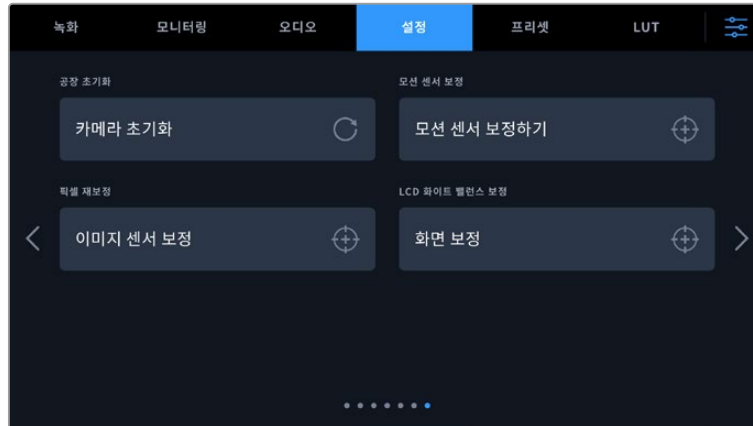 녹화 모니터링 오디오 설정 프리셋 LUT
공장 초기화 모션 센서 보정
카메라 초기화 모션 센서 보정하기
픽셀 재보정 LCD 화이트 밸런스 보정
이미지 센서 보정 화면 보정